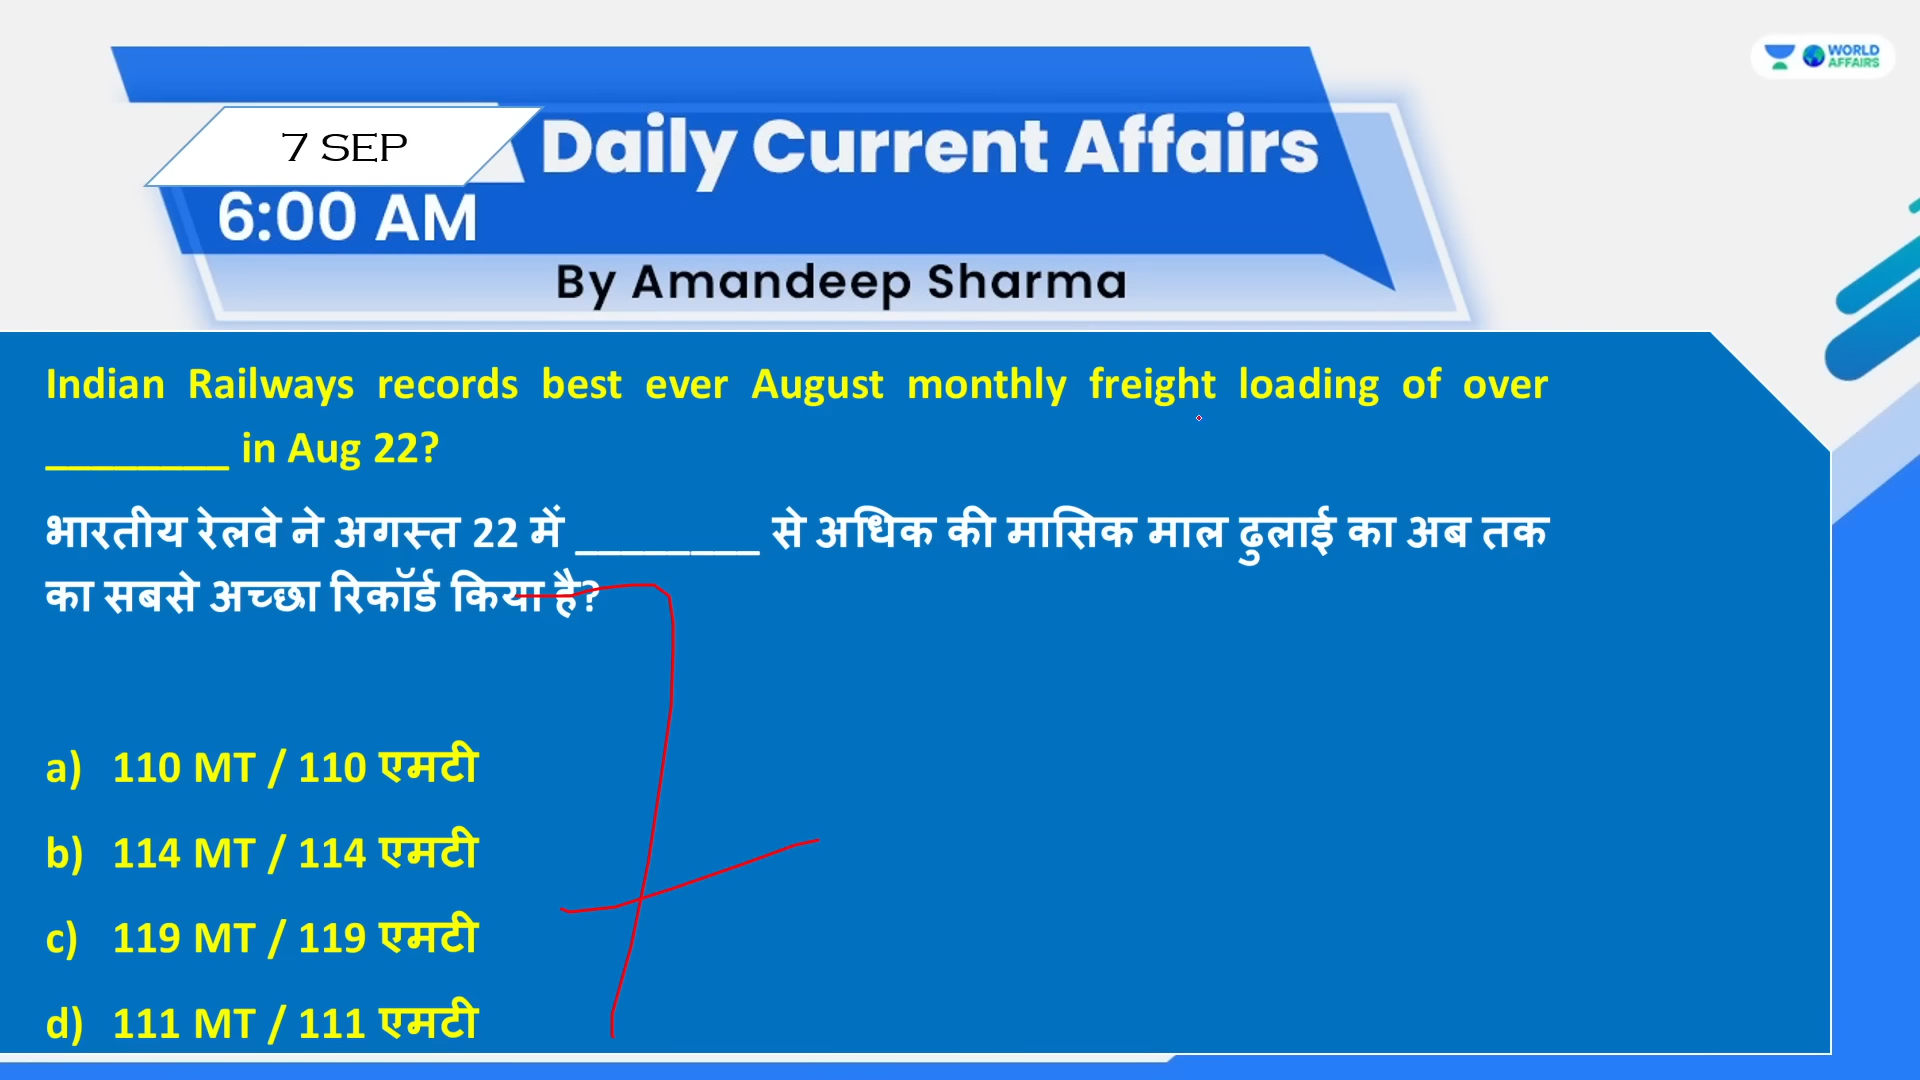 WORLD
AFFAIRS
7 SEP
Daily Current Affairs
6:00 AM
By Amandeep Sharma
Indian Railways records best ever August monthly freight loading of over
________ in Aug 22?
भारतीय रेलवे ने अगस्त 22 में ________ से अधिक की मासिक माल ढुलाई का अब तक
का सबसे अच्छा रिकॉर्ड किया है?
a) 110 MT / 110 एमटी
b) 114 MT / 114 एमटी
c) 119 MT / 119 एमटी
d) 111 MT / 111 एमटी